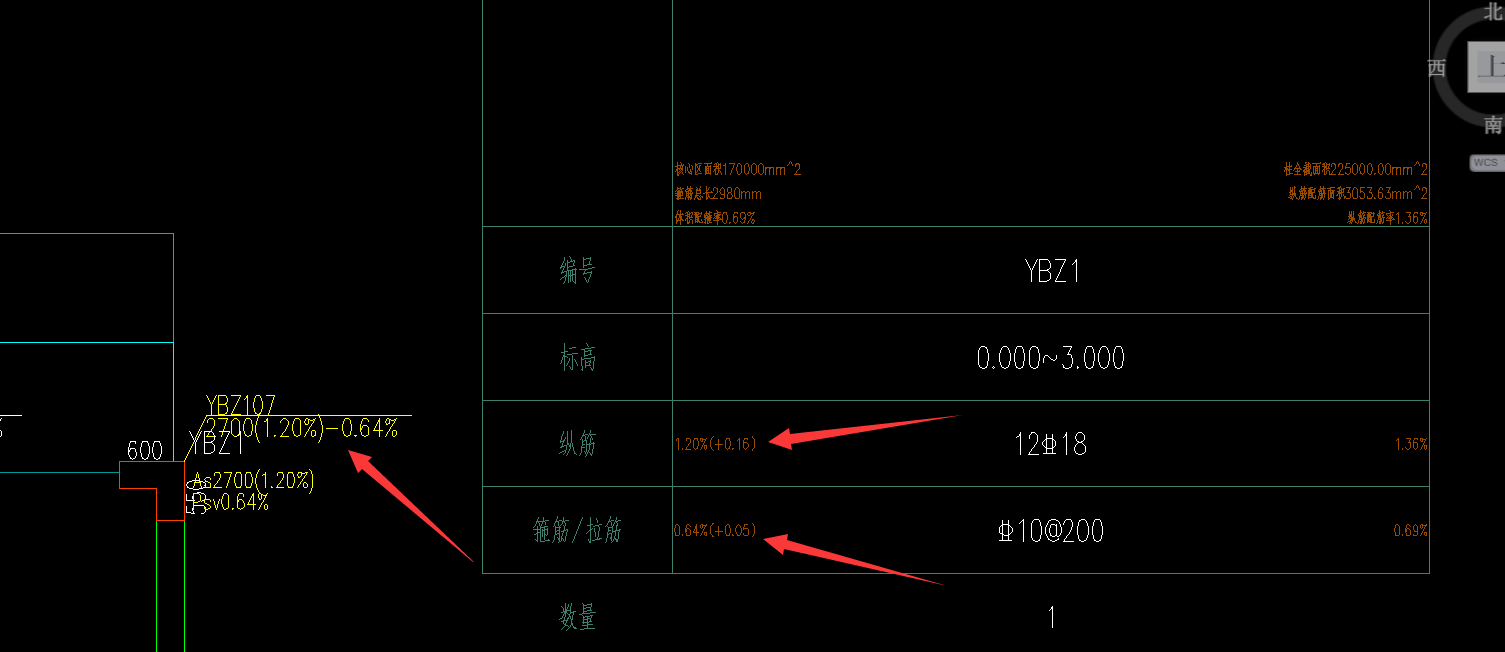 北
西
上
南
WCS
核心区面积170000mm^2
柱全截面积225000.00mm^2
箍筋总长2980mm
纵筋配筋面积3053.63mm^2
体积配箍率0.69%
纵筋配筋率1.36%
编号
YBZ1
标高
0.000~3.000
纵筋
1.20%(+0.16)
12Φ18
1.36%
箍筋/拉筋
0.64%(+0.05)
Φ10@200
0.69%
数量
1
YBZ107
2700(1.20%)-0.64%
YBZ1
600
As2700(1.20%)
550
Psv0.64%
%